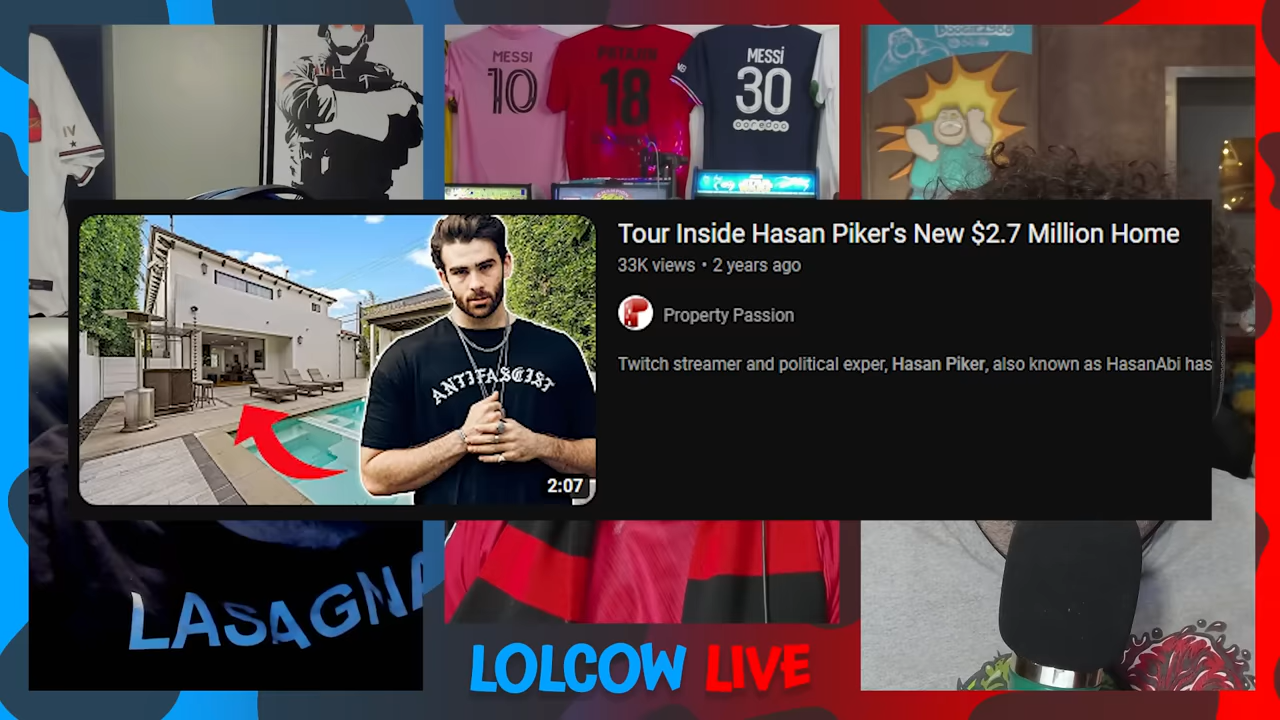 IV
H T
MESSI
10
18
MESSI
30
ooredoo
Tour Inside Hasan Piker's New $2.7 Million Home
33K views • 2 years ago
Property Passion
Twitch streamer and political exper, Hasan Piker, also known as HasanAbi has
ANTIFASCIST
2:07
LASAGNA
LOLCOW LIVE